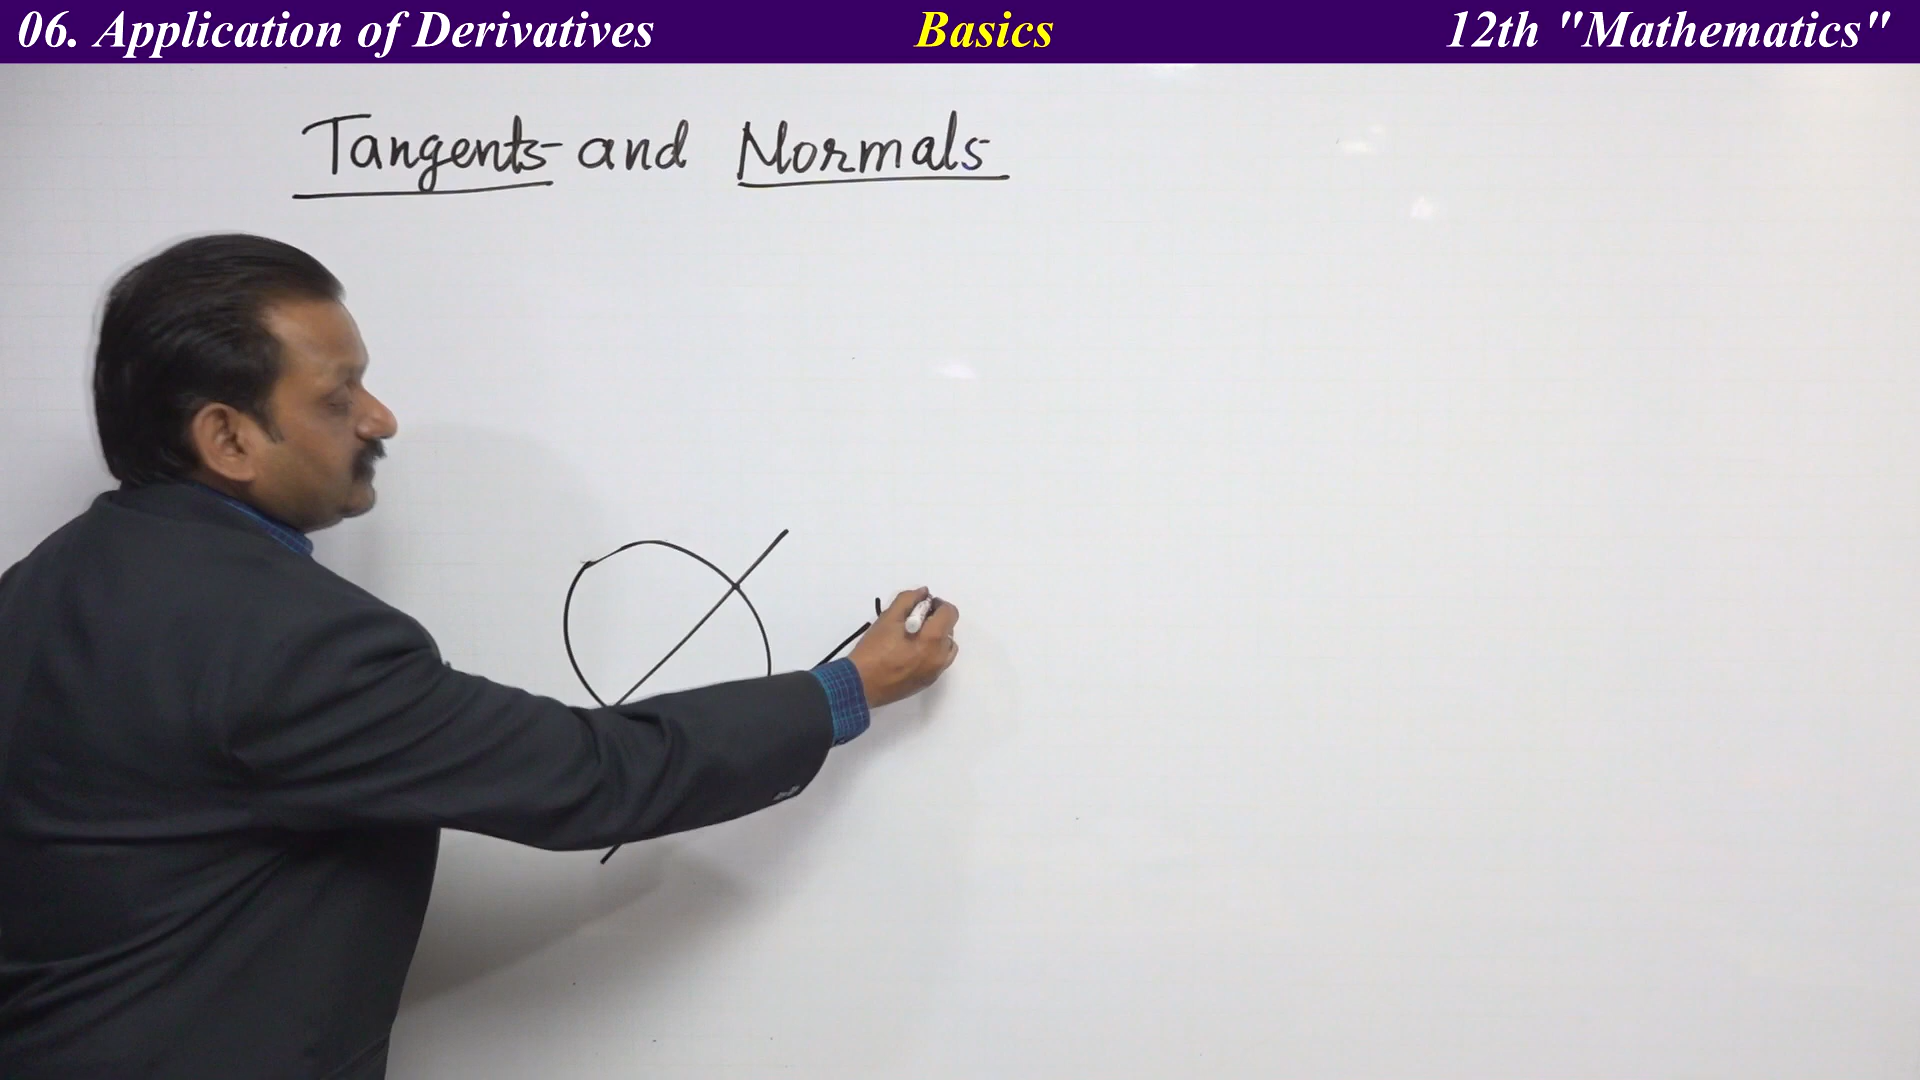 06. Application of Derivatives Basics 12th "Mathematics"
Tangents and Normals